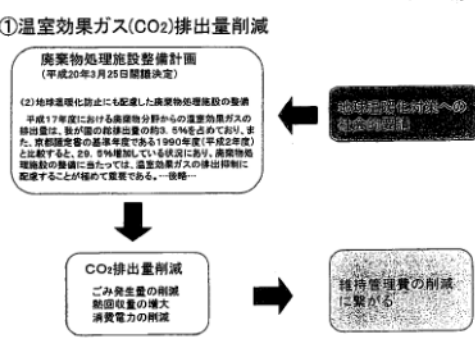 ①温室効果ガス(CO₂)排出量削減
廃棄物処理施設整備計画
(平成20年3月25日閣議決定)
(2)地球温暖化防止にも配慮した廃棄物処理施設の整備
平成17年度における廃棄物分野からの温室効果ガスの
排出量は、我が国の総排出量の約3.5%を占めており、ま
た、京都議定書の基準年度である1990年度(平成2年度)
と比較すると、29.5%増加している状況にあり、廃棄物処
理施設の整備に当たっては、温室効果ガスの排出抑制に
配慮することが極めて重要である。…後略…
地球温暖化対策への
社会的要請
CO₂排出量削減
ごみ発生量の削減
熱回収量の増大
消費電力の削減
維持管理費の削減
に繋がる